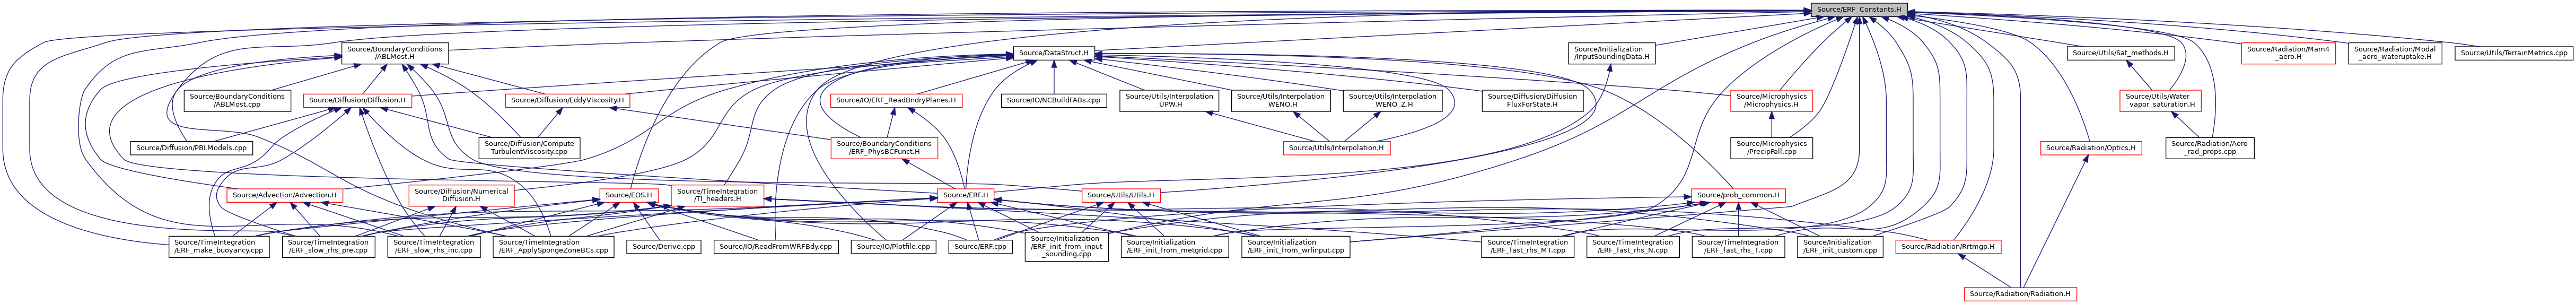 Source/ERF_Constants.H
Source/BoundaryConditions
/ABLMost.H
Source/DataStruct.H
Source/Initialization
/InputSoundingData.H
Source/Utils/Sat_methods.H
Source/Radiation/Mam4
_aero.H
Source/Radiation/Modal
_aero_wateruptake.H
Source/Utils/TerrainMetrics.cpp
Source/BoundaryConditions
/ABLMost.cpp
Source/Diffusion/Diffusion.H
Source/Diffusion/EddyViscosity.H
Source/IO/ERF_ReadBndryPlanes.H
Source/IO/NCBuildFABs.cpp
Source/Utils/Interpolation
_UPW.H
Source/Utils/Interpolation
_WENO.H
Source/Utils/Interpolation
_WENO_Z.H
Source/Diffusion/Diffusion
FluxForState.H
Source/Microphysics
/Microphysics.H
Source/Utils/Water
_vapor_saturation.H
Source/Diffusion/PBLModels.cpp
Source/Diffusion/Compute
TurbulentViscosity.cpp
Source/BoundaryConditions
/ERF_PhysBCFunct.H
Source/Utils/Interpolation.H
Source/Microphysics
/PrecipFall.cpp
Source/Radiation/Optics.H
Source/Radiation/Aero
_rad_props.cpp
Source/Advection/Advection.H
Source/Diffusion/Numerical
Diffusion.H
Source/EOS.H
Source/TimeIntegration
/TI_headers.H
Source/ERF.H
Source/Utils/Utils.H
Source/prob_common.H
Source/TimeIntegration
/ERF_make_buoyancy.cpp
Source/TimeIntegration
/ERF_slow_rhs_pre.cpp
Source/TimeIntegration
/ERF_slow_rhs_inc.cpp
Source/TimeIntegration
/ERF_ApplySpongeZoneBCs.cpp
Source/Derive.cpp
Source/IO/ReadFromWRFBdy.cpp
Source/IO/Plotfile.cpp
Source/ERF.cpp
Source/Initialization
/ERF_init_from_input
_sounding.cpp
Source/Initialization
/ERF_init_from_metgrid.cpp
Source/Initialization
/ERF_init_from_wrfinput.cpp
Source/TimeIntegration
/ERF_fast_rhs_MT.cpp
Source/TimeIntegration
/ERF_fast_rhs_N.cpp
Source/TimeIntegration
/ERF_fast_rhs_T.cpp
Source/Initialization
/ERF_init_custom.cpp
Source/Radiation/Rrtmgp.H
Source/Radiation/Radiation.H